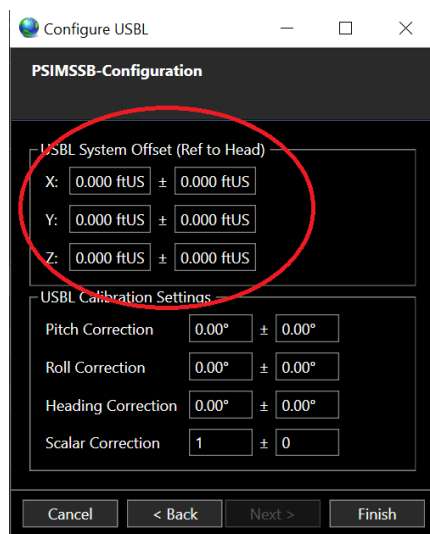 Configure USBL
PSIMSSB-Configuration
USBL System Offset (Ref to Head)
X: 0.000 ftUS ± 0.000 ftUS
Y: 0.000 ftUS ± 0.000 ftUS
Z: 0.000 ftUS ± 0.000 ftUS
USBL Calibration Settings
Pitch Correction 0.00° ± 0.00°
Roll Correction 0.00° ± 0.00°
Heading Correction 0.00° ± 0.00°
Scalar Correction 1 ± 0
Cancel < Back Next > Finish